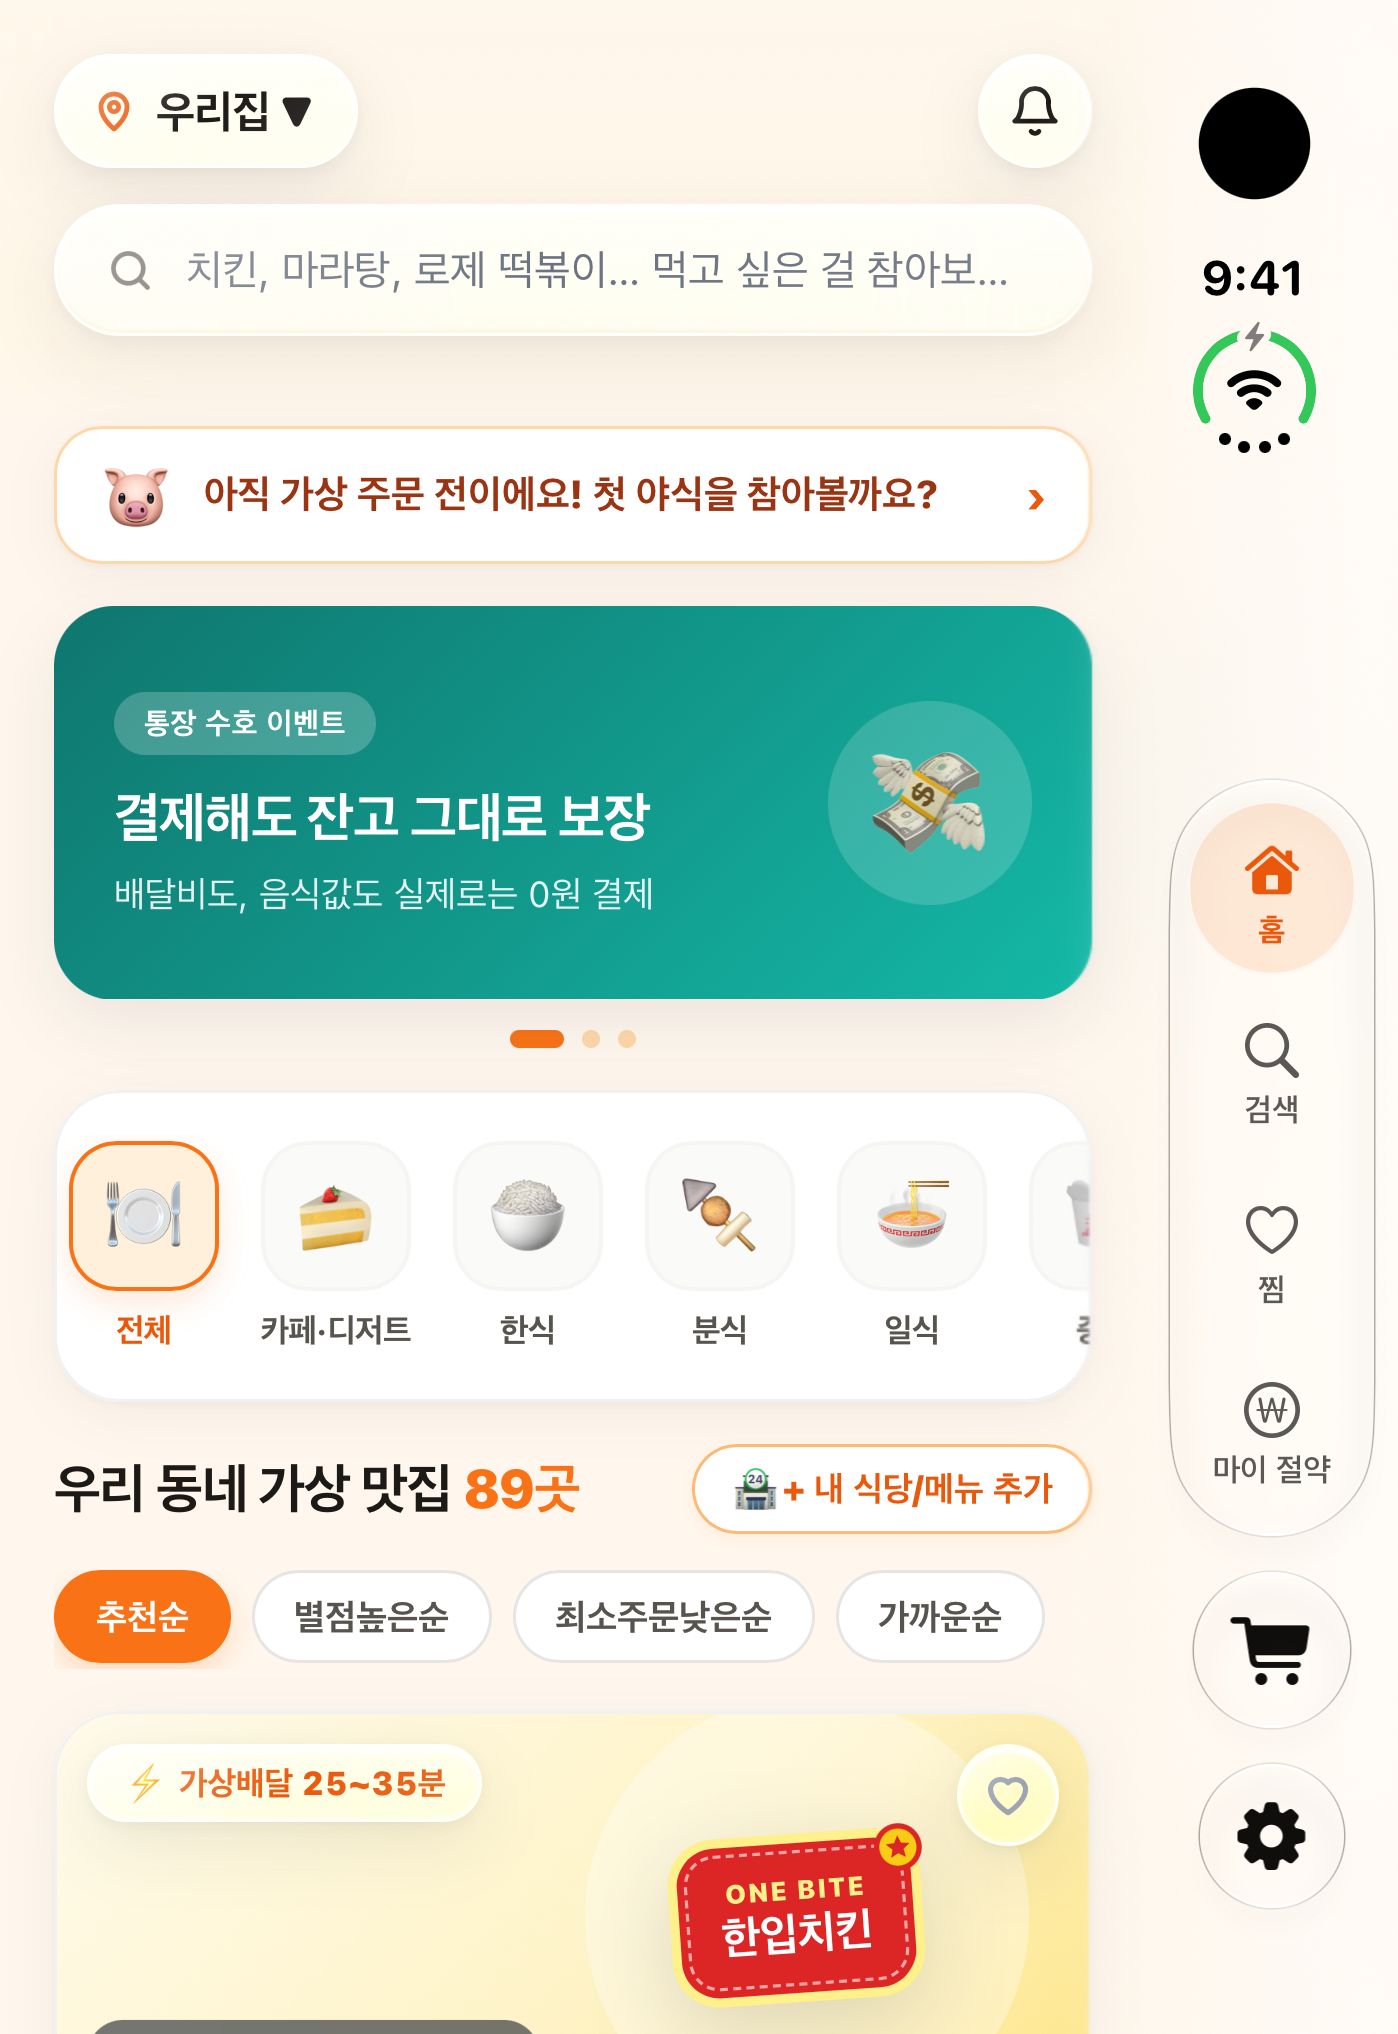 우리집 ▼
치킨, 마라탕, 로제 떡볶이... 먹고 싶은 걸 참아보...
아직 가상 주문 전이에요! 첫 야식을 참아볼까요? ›
통장 수호 이벤트
결제해도 잔고 그대로 보장
배달비도, 음식값도 실제로는 0원 결제
전체
카페·디저트
한식
분식
일식
우리 동네 가상 맛집 89곳
24
+ 내 식당/메뉴 추가
추천순
별점높은순
최소주문낮은순
가까운순
가상배달 25~35분
ONE BITE
한입치킨
9:41
홈
검색
찜
마이 절약